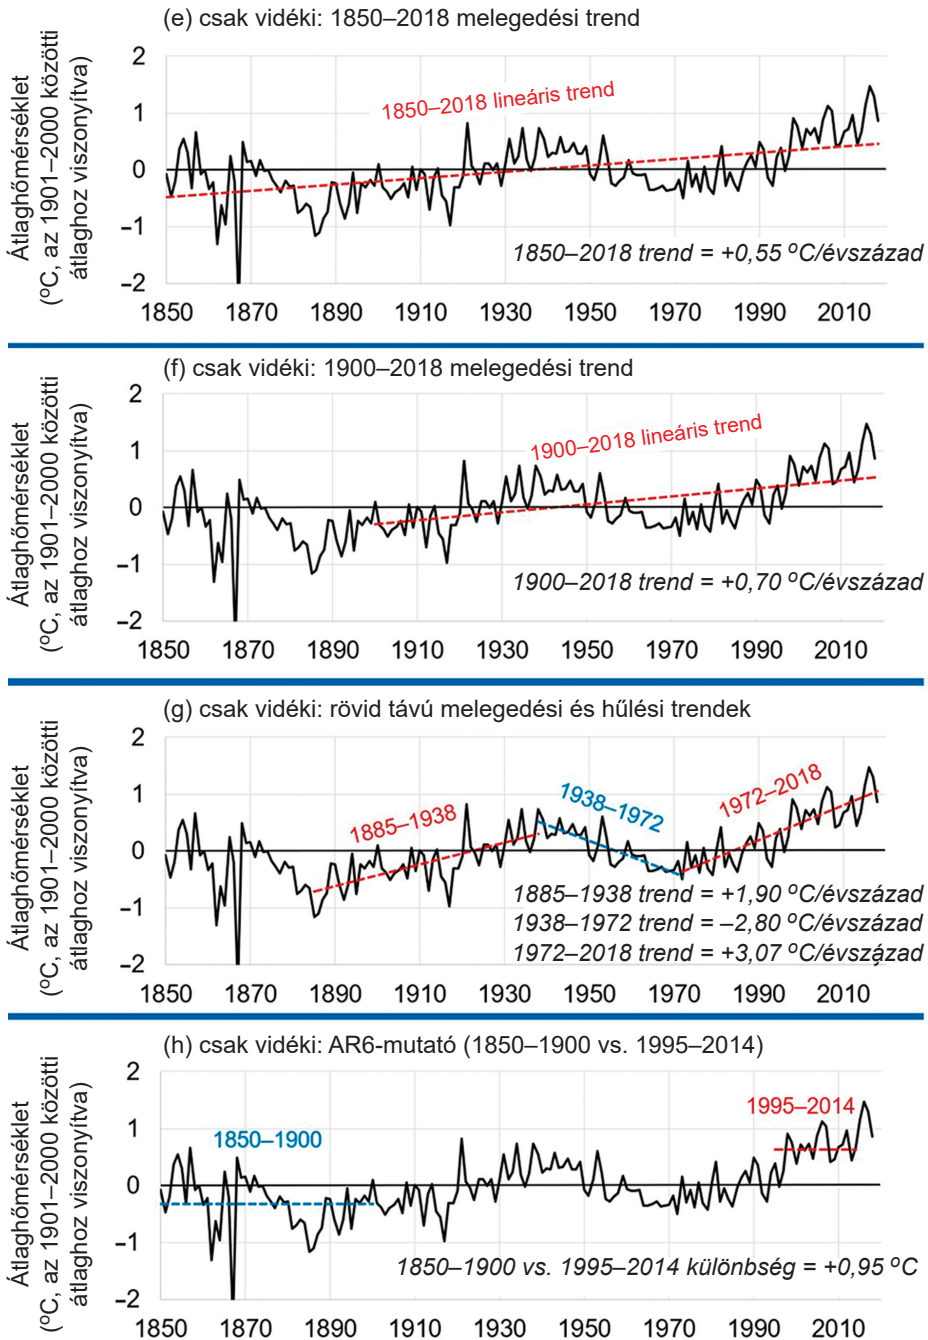 (e) csak vidéki: 1850–2018 melegedési trend
Átlaghőmérséklet
(ºC, az 1901–2000 közötti
átlaghoz viszonyítva)
2
1
0
–1
–2
1850–2018 lineáris trend
1850–2018 trend = +0,55 ºC/évszázad
1850 1870 1890 1910 1930 1950 1970 1990 2010
(f) csak vidéki: 1900–2018 melegedési trend
Átlaghőmérséklet
(ºC, az 1901–2000 közötti
átlaghoz viszonyítva)
2
1
0
–1
–2
1900–2018 lineáris trend
1900–2018 trend = +0,70 ºC/évszázad
1850 1870 1890 1910 1930 1950 1970 1990 2010
(g) csak vidéki: rövid távú melegedési és hűlési trendek
Átlaghőmérséklet
(ºC, az 1901–2000 közötti
átlaghoz viszonyítva)
2
1
0
–1
–2
1885–1938
1938–1972
1972–2018
1885–1938 trend = +1,90 ºC/évszázad
1938–1972 trend = –2,80 ºC/évszázad
1972–2018 trend = +3,07 ºC/évszázad
1850 1870 1890 1910 1930 1950 1970 1990 2010
(h) csak vidéki: AR6-mutató (1850–1900 vs. 1995–2014)
Átlaghőmérséklet
(ºC, az 1901–2000 közötti
átlaghoz viszonyítva)
2
1
0
–1
–2
1850–1900
1995–2014
1850–1900 vs. 1995–2014 különbség = +0,95 ºC
1850 1870 1890 1910 1930 1950 1970 1990 2010